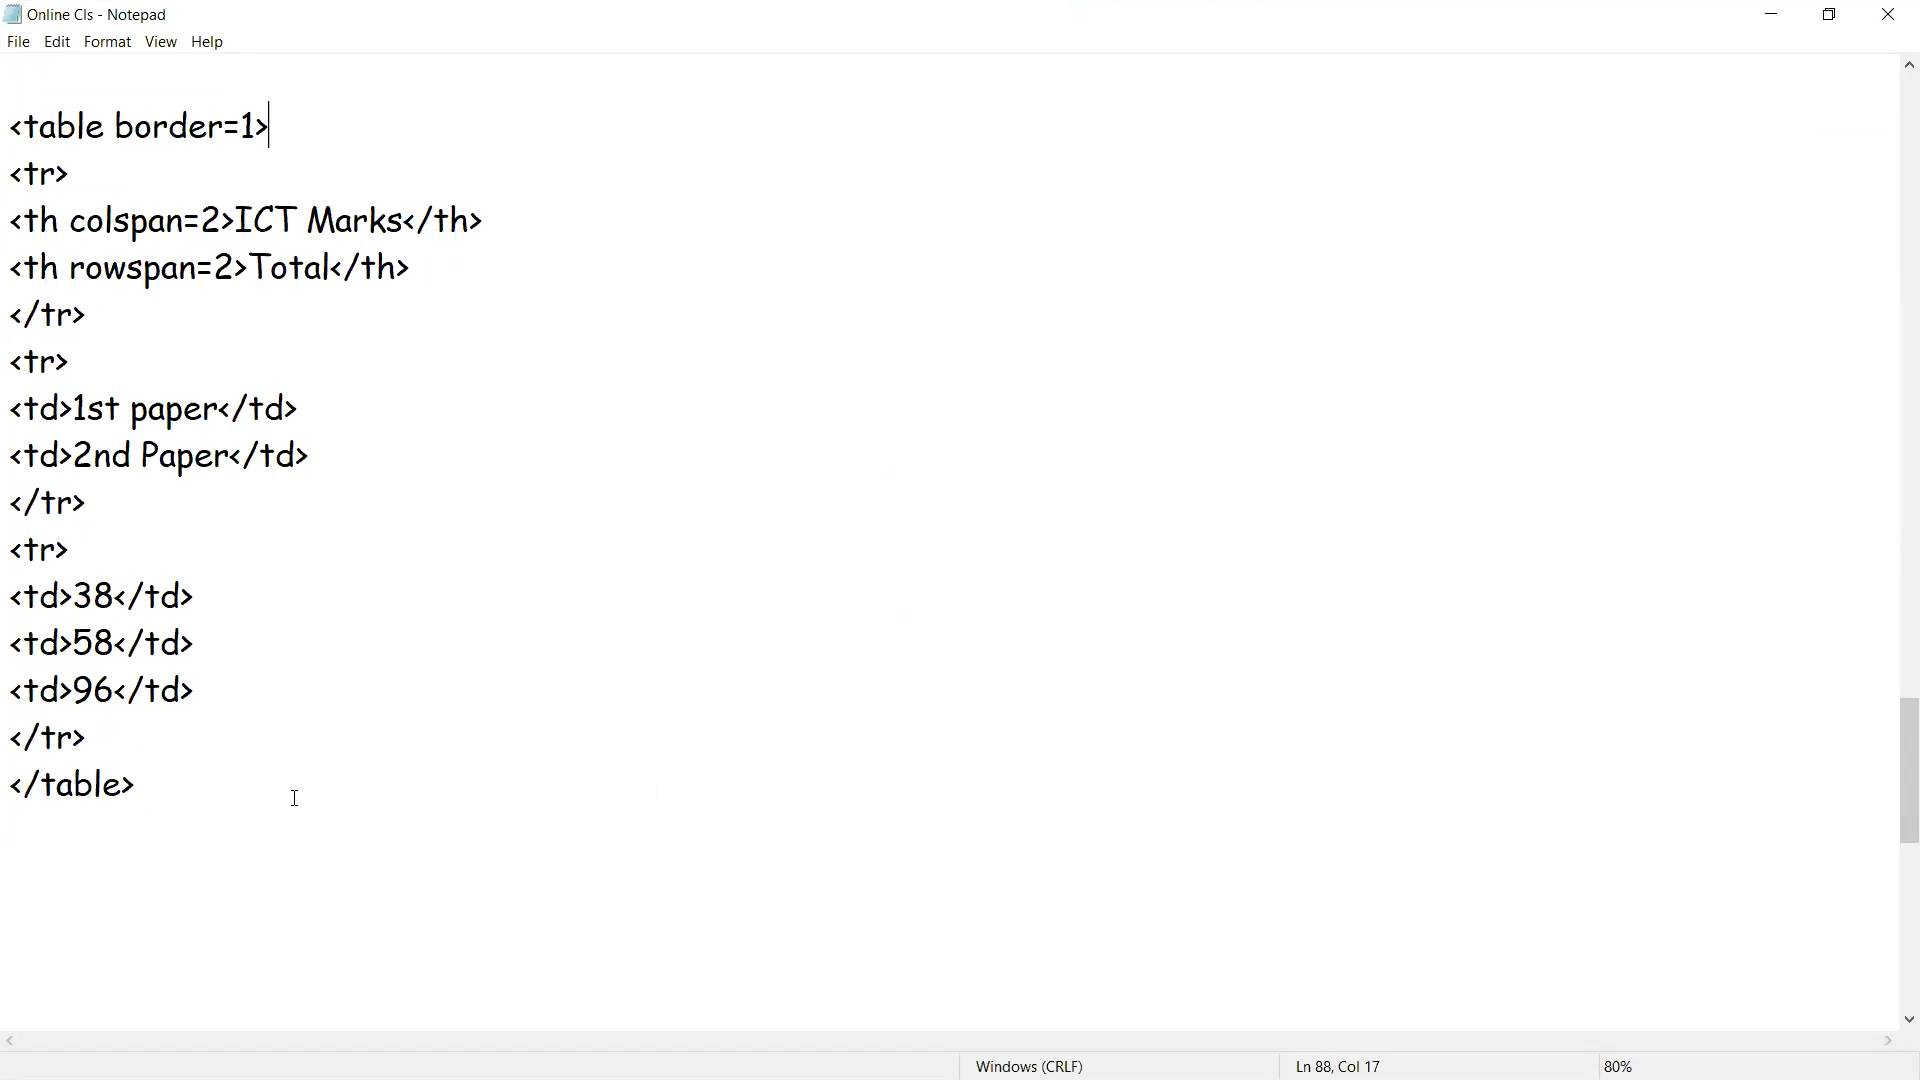 Online Cls - Notepad
File Edit Format View Help
<table border=1>
<tr>
<th colspan=2>ICT Marks</th>
<th rowspan=2>Total</th>
</tr>
<tr>
<td>1st paper</td>
<td>2nd Paper</td>
</tr>
<tr>
<td>38</td>
<td>58</td>
<td>96</td>
</tr>
</table>
Windows (CRLF) Ln 88, Col 17 80%